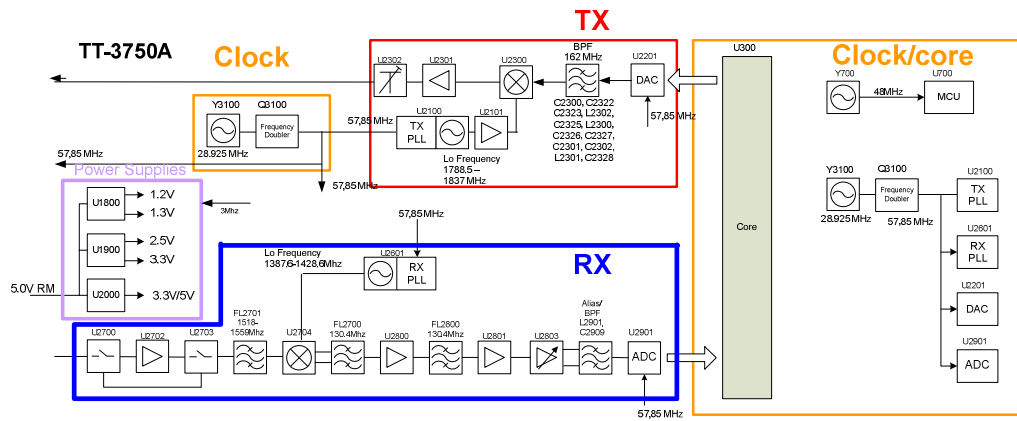 TT-3750A
Clock
Y3100
Q3100
Frequency
Doubler
28.925 MHz
57,85 MHz
57,85 MHz
57,85 MHz
TX
U2302
U2301
U2300
BPF
162 MHz
U2201
DAC
C2300, C2322
C2323, L2302,
C2325, L2300,
C2326, C2327,
C2301, C2302,
L2301, C2328
57,85 MHz
U2100
TX
PLL
U2101
Lo Frequency
1788,5 –
1837 MHz
Power Supplies
U1800
1.2V
1.3V
3Mhz
U1900
2.5V
3.3V
5.0V RM
U2000
3.3V/5V
RX
57,85 MHz
Lo Frequency
1387,6-1428,6Mhz
U2601
RX
PLL
U2700
U2702
U2703
FL2701
1518-
1559Mhz
U2704
FL2700
130.4Mhz
U2800
FL2800
130.4Mhz
U2801
U2803
Alias/
BPF
L2901,
C2909
U2901
ADC
57,85 MHz
U300
Core
Clock/core
Y700
48MHz
U700
MCU
Y3100
Q3100
Frequency
Doubler
28.925 MHz
57,85 MHz
U2100
TX
PLL
U2601
RX
PLL
U2201
DAC
U2901
ADC